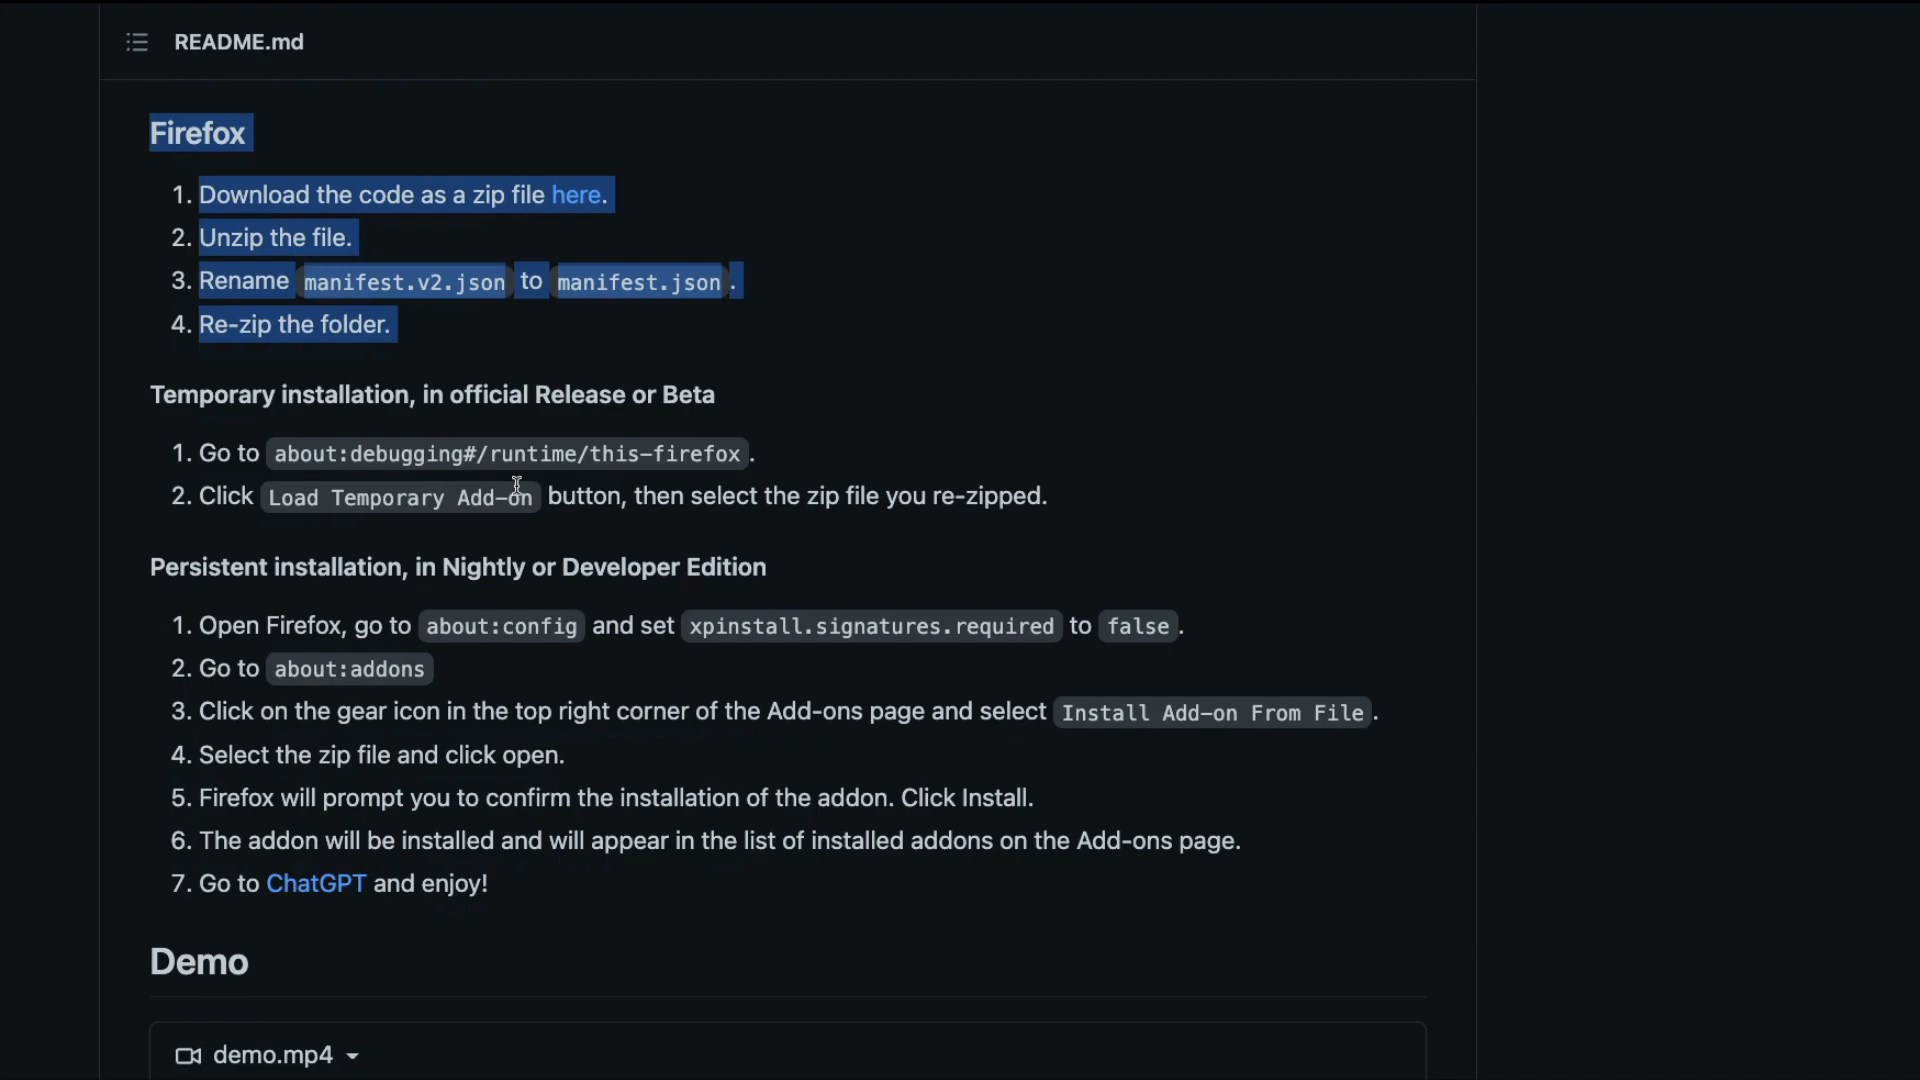 README.md
Firefox
1. Download the code as a zip file here.
2. Unzip the file.
3. Rename manifest.v2.json to manifest.json .
4. Re-zip the folder.
Temporary installation, in official Release or Beta
1. Go to about:debugging#/runtime/this-firefox .
2. Click Load Temporary Add-on button, then select the zip file you re-zipped.
Persistent installation, in Nightly or Developer Edition
1. Open Firefox, go to about:config and set xpinstall.signatures.required to false .
2. Go to about:addons
3. Click on the gear icon in the top right corner of the Add-ons page and select Install Add-on From File .
4. Select the zip file and click open.
5. Firefox will prompt you to confirm the installation of the addon. Click Install.
6. The addon will be installed and will appear in the list of installed addons on the Add-ons page.
7. Go to ChatGPT and enjoy!
Demo
demo.mp4